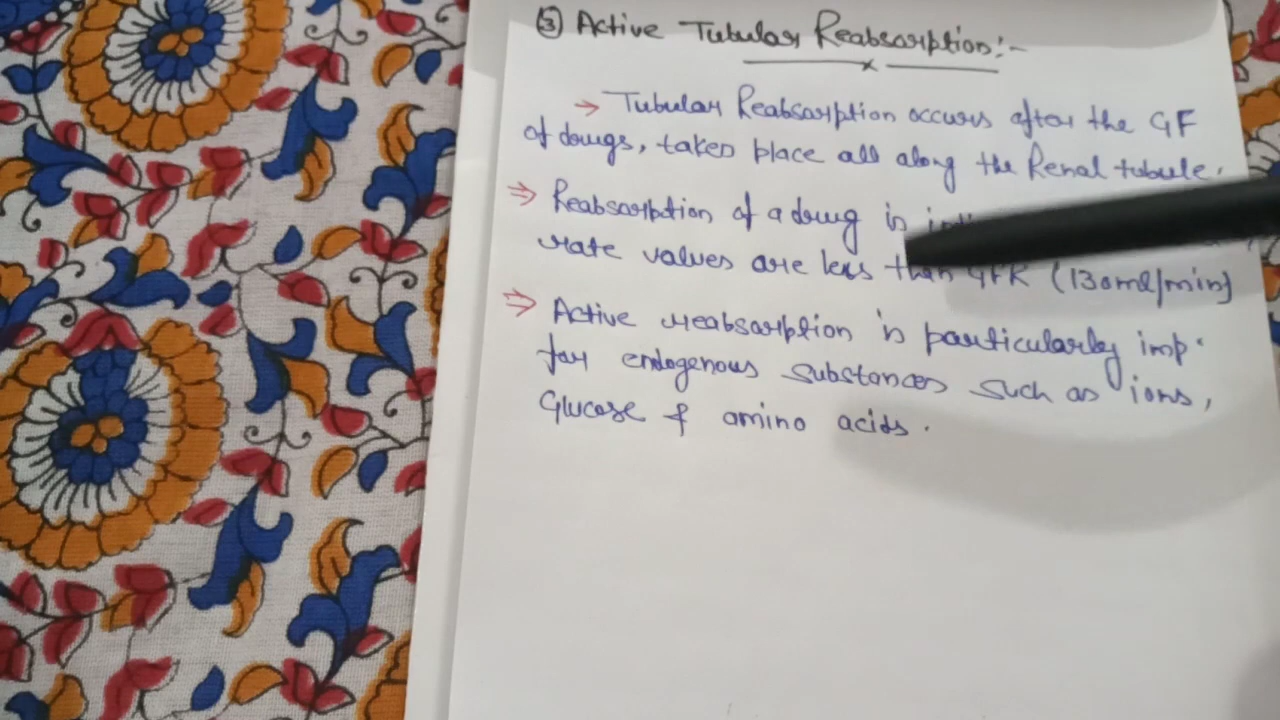 ③ Active Tubular Reabsorption:-
→ Tubular Reabsorption occurs after the GF
of drugs, takes place all along the Renal tubule.
⇒ Reabsorption of a drug is
rate values are less than GFR (130ml/min)
⇒ Active reabsorption is particularly imp.
for endogenous substances such as ions,
Glucose & amino acids.